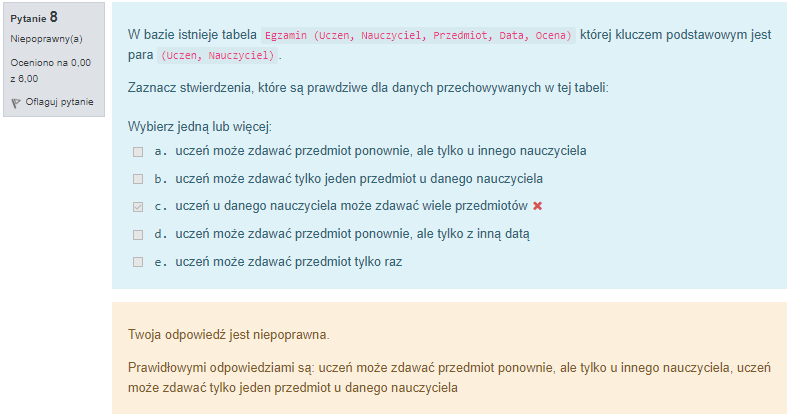 Pytanie 8
Niepoprawny(a)
Oceniono na 0,00
z 6,00
Oflaguj pytanie
W bazie istnieje tabela Egzamin (Uczen, Nauczyciel, Przedmiot, Data, Ocena) której kluczem podstawowym jest
para (Uczen, Nauczyciel).
Zaznacz stwierdzenia, które są prawdziwe dla danych przechowywanych w tej tabeli:
Wybierz jedną lub więcej:
a. uczeń może zdawać przedmiot ponownie, ale tylko u innego nauczyciela
b. uczeń może zdawać tylko jeden przedmiot u danego nauczyciela
c. uczeń u danego nauczyciela może zdawać wiele przedmiotów
d. uczeń może zdawać przedmiot ponownie, ale tylko z inną datą
e. uczeń może zdawać przedmiot tylko raz
Twoja odpowiedź jest niepoprawna.
Prawidłowymi odpowiedziami są: uczeń może zdawać przedmiot ponownie, ale tylko u innego nauczyciela, uczeń
może zdawać tylko jeden przedmiot u danego nauczyciela